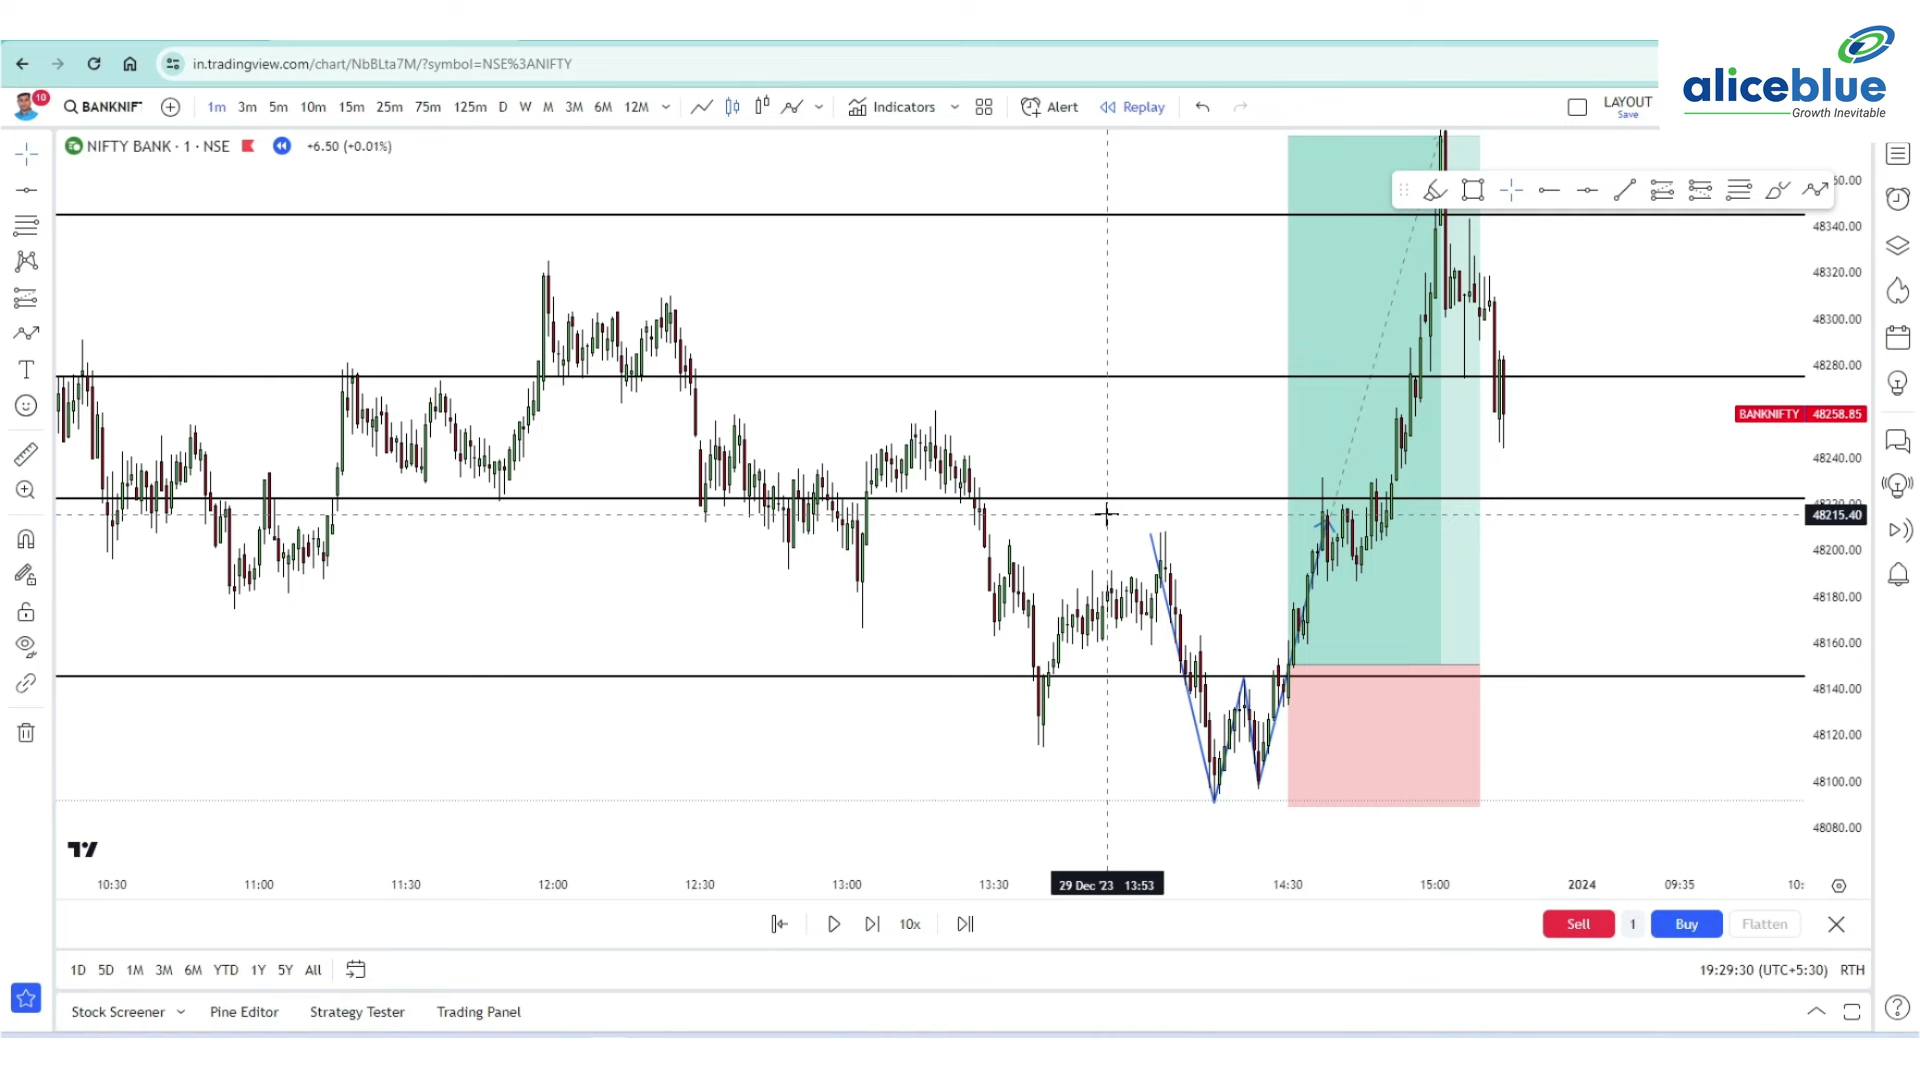 in.tradingview.com/chart/NbBLta7M/?symbol=NSE%3ANIFTY
aliceblue
Growth Inevitable
10
BANKNIF
1m 3m 5m 10m 15m 25m 75m 125m D W M 3M 6M 12M
Indicators
Alert
Replay
LAYOUT
Save
NIFTY BANK · 1 · NSE
+6.50 (+0.01%)
60.00
48340.00
48320.00
48300.00
48280.00
BANKNIFTY 48258.85
48240.00
48215.40
48200.00
48180.00
48160.00
48140.00
48120.00
48100.00
48080.00
10:30 11:00 11:30 12:00 12:30 13:00 13:30 29 Dec '23 13:53 14:30 15:00 2024 09:35 10:
10x
Sell 1 Buy Flatten
1D 5D 1M 3M 6M YTD 1Y 5Y All
19:29:30 (UTC+5:30) RTH
Stock Screener Pine Editor Strategy Tester Trading Panel